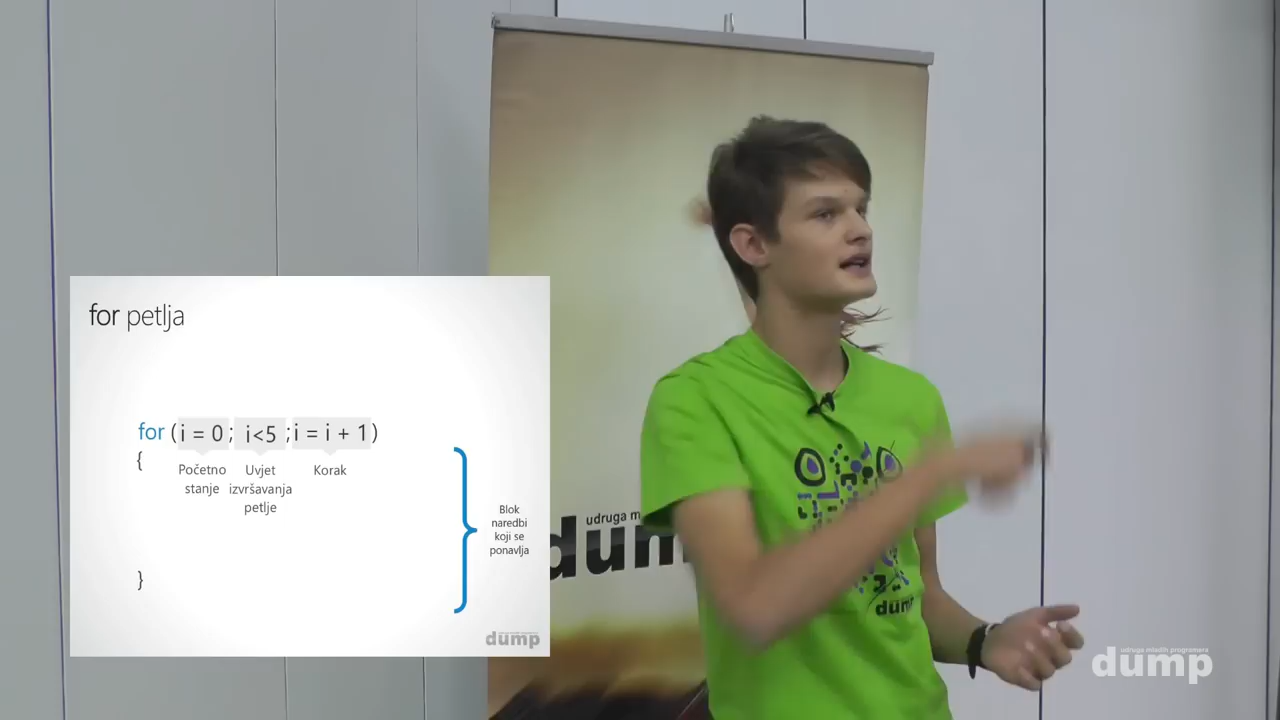 for petlja
for (i = 0; i<5 ;i = i + 1)
{
Početno
stanje
Uvjet
izvršavanja
petlje
Korak
Blok
naredbi
koji se
ponavlja
}
dump
udruga m
dum
dump
udruga mladih programera
dump